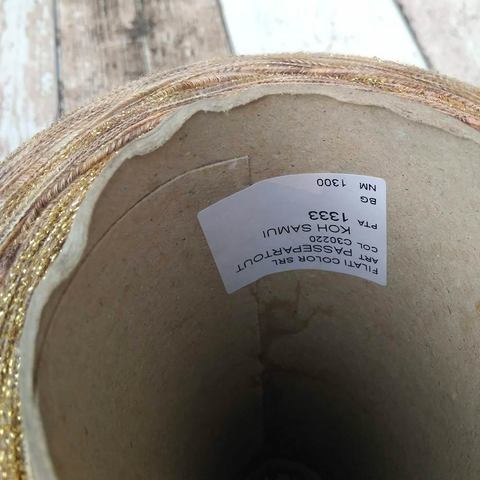 FILATI COLOR SRL
ART PASSEPARTOUT
COL C30220
KOH SAMUI
PTA 1333
BG
NM 1300